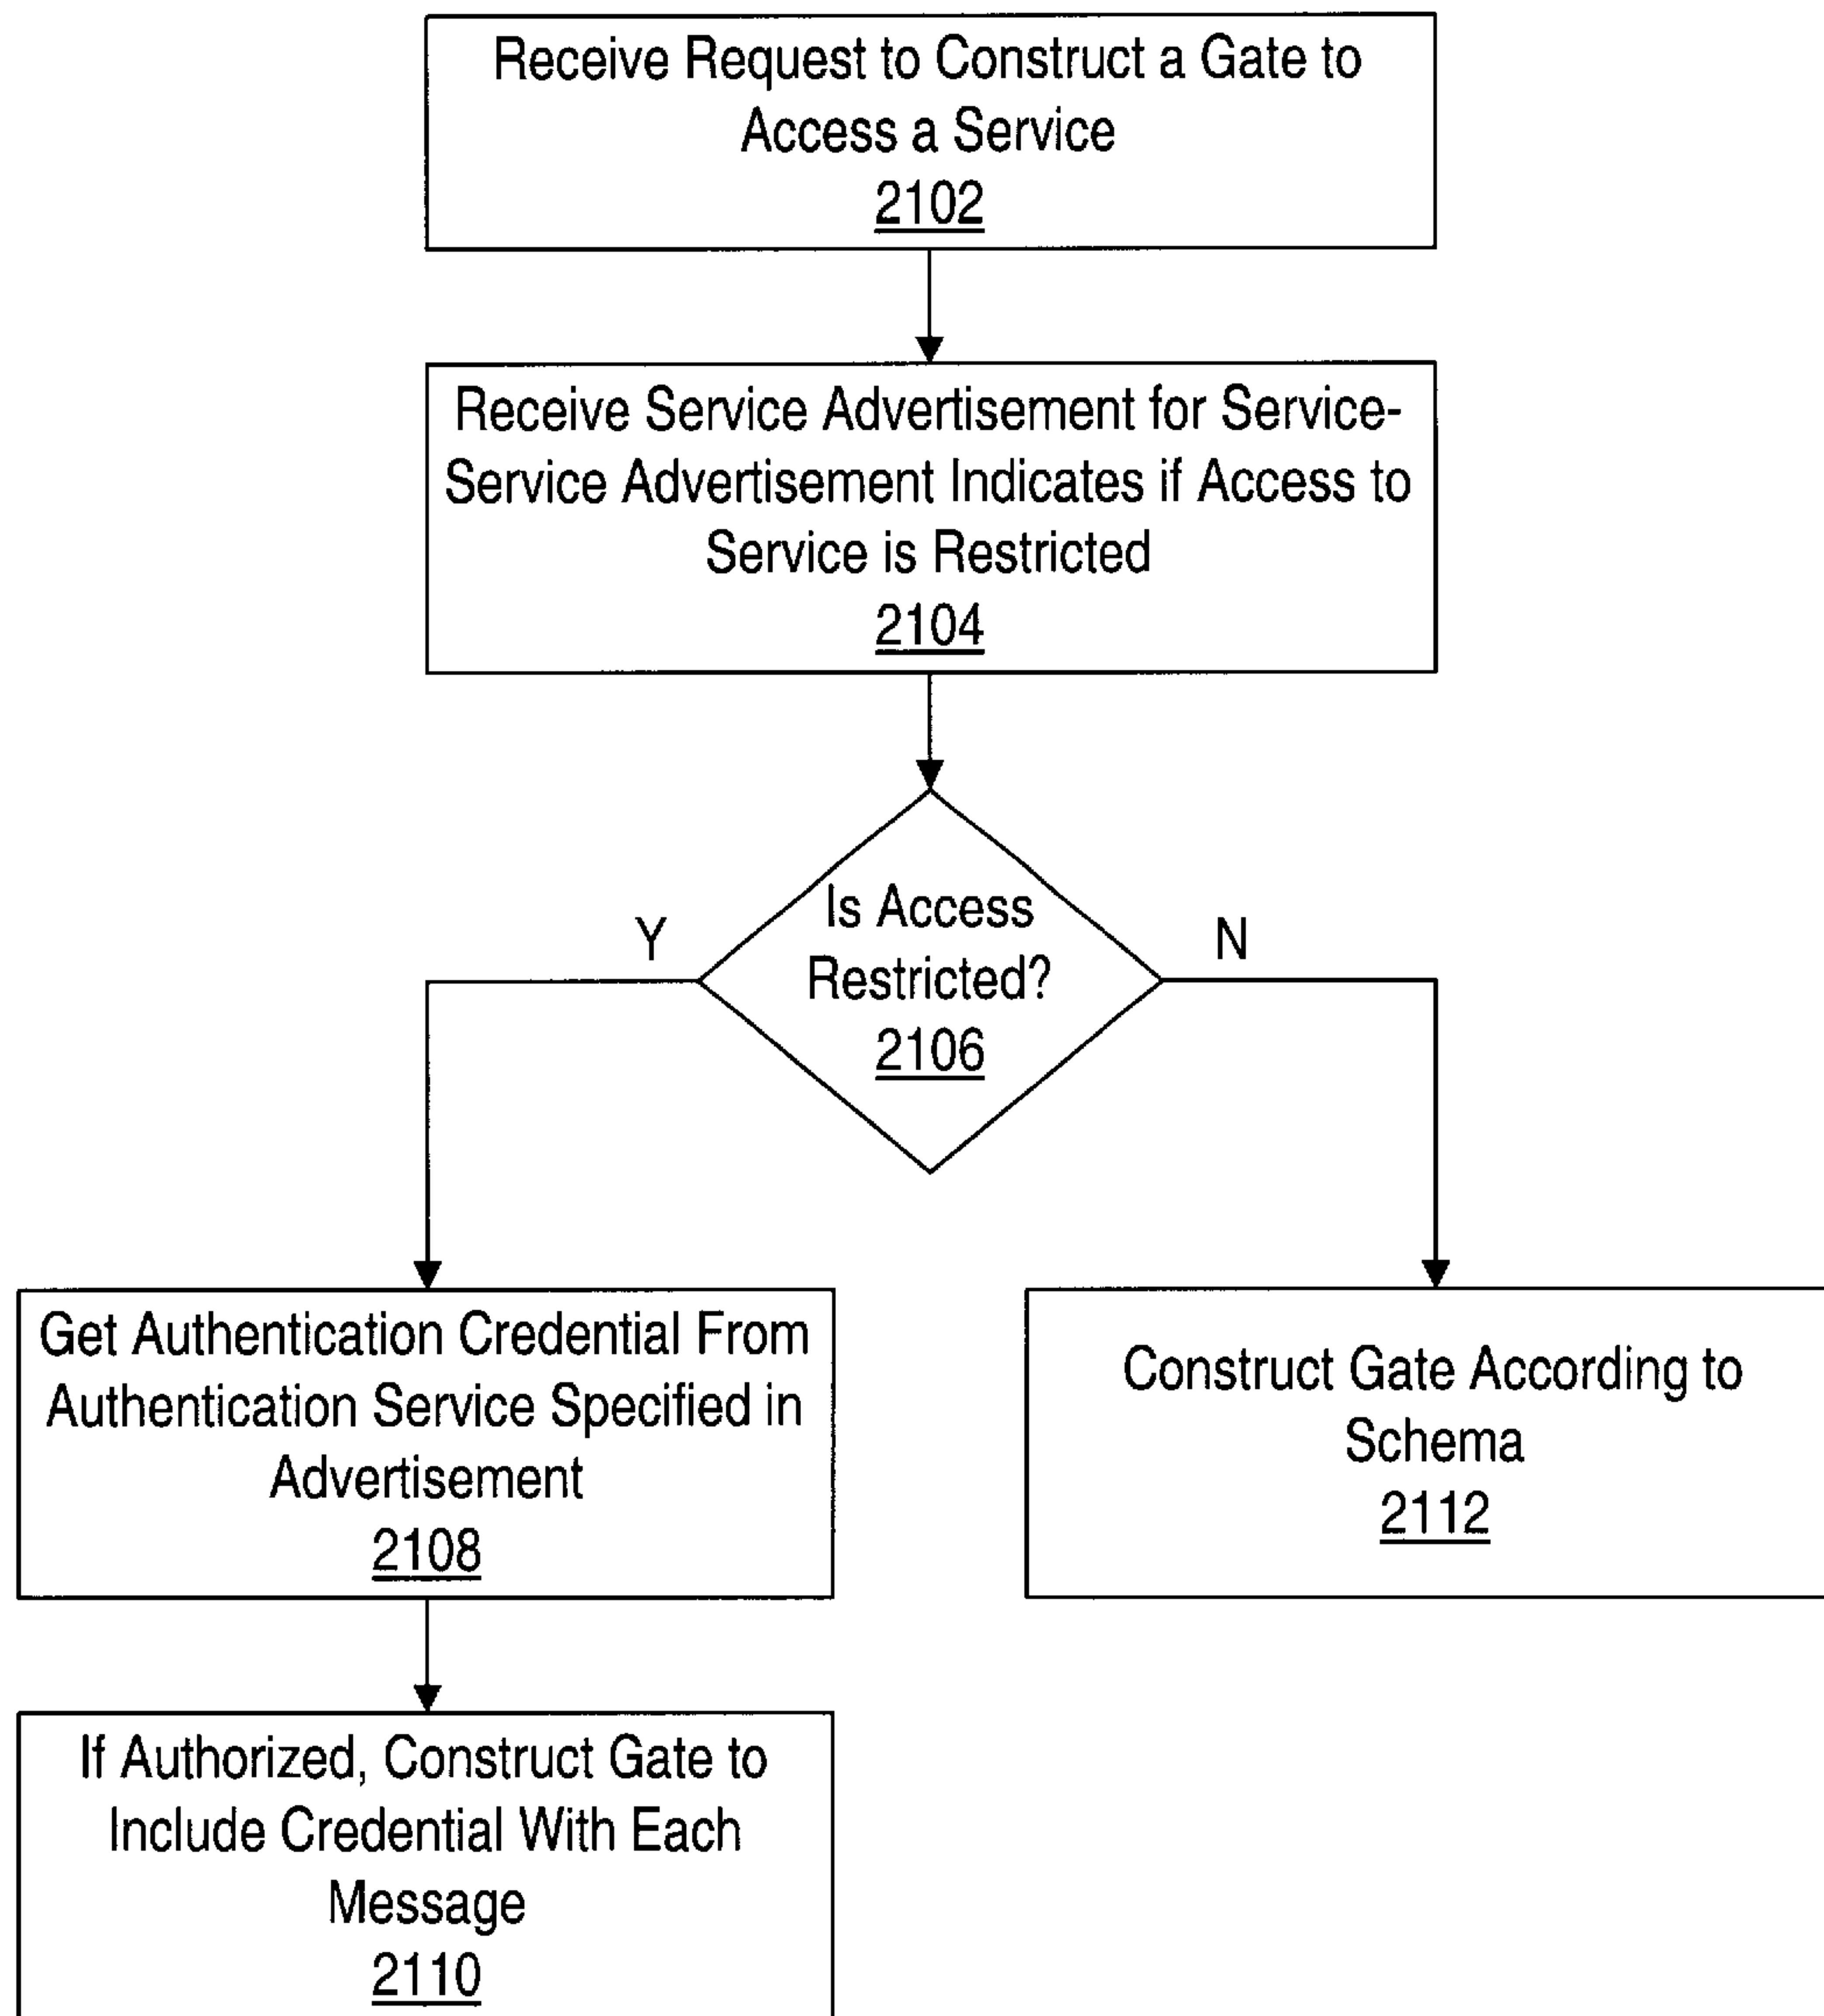 Receive Request to Construct a Gate to
Access a Service
2102
Receive Service Advertisement for Service-
Service Advertisement Indicates if Access to
Service is Restricted
2104
Is Access
Restricted?
2106
Y
N
Get Authentication Credential From
Authentication Service Specified in
Advertisement
2108
Construct Gate According to
Schema
2112
If Authorized, Construct Gate to
Include Credential With Each
Message
2110